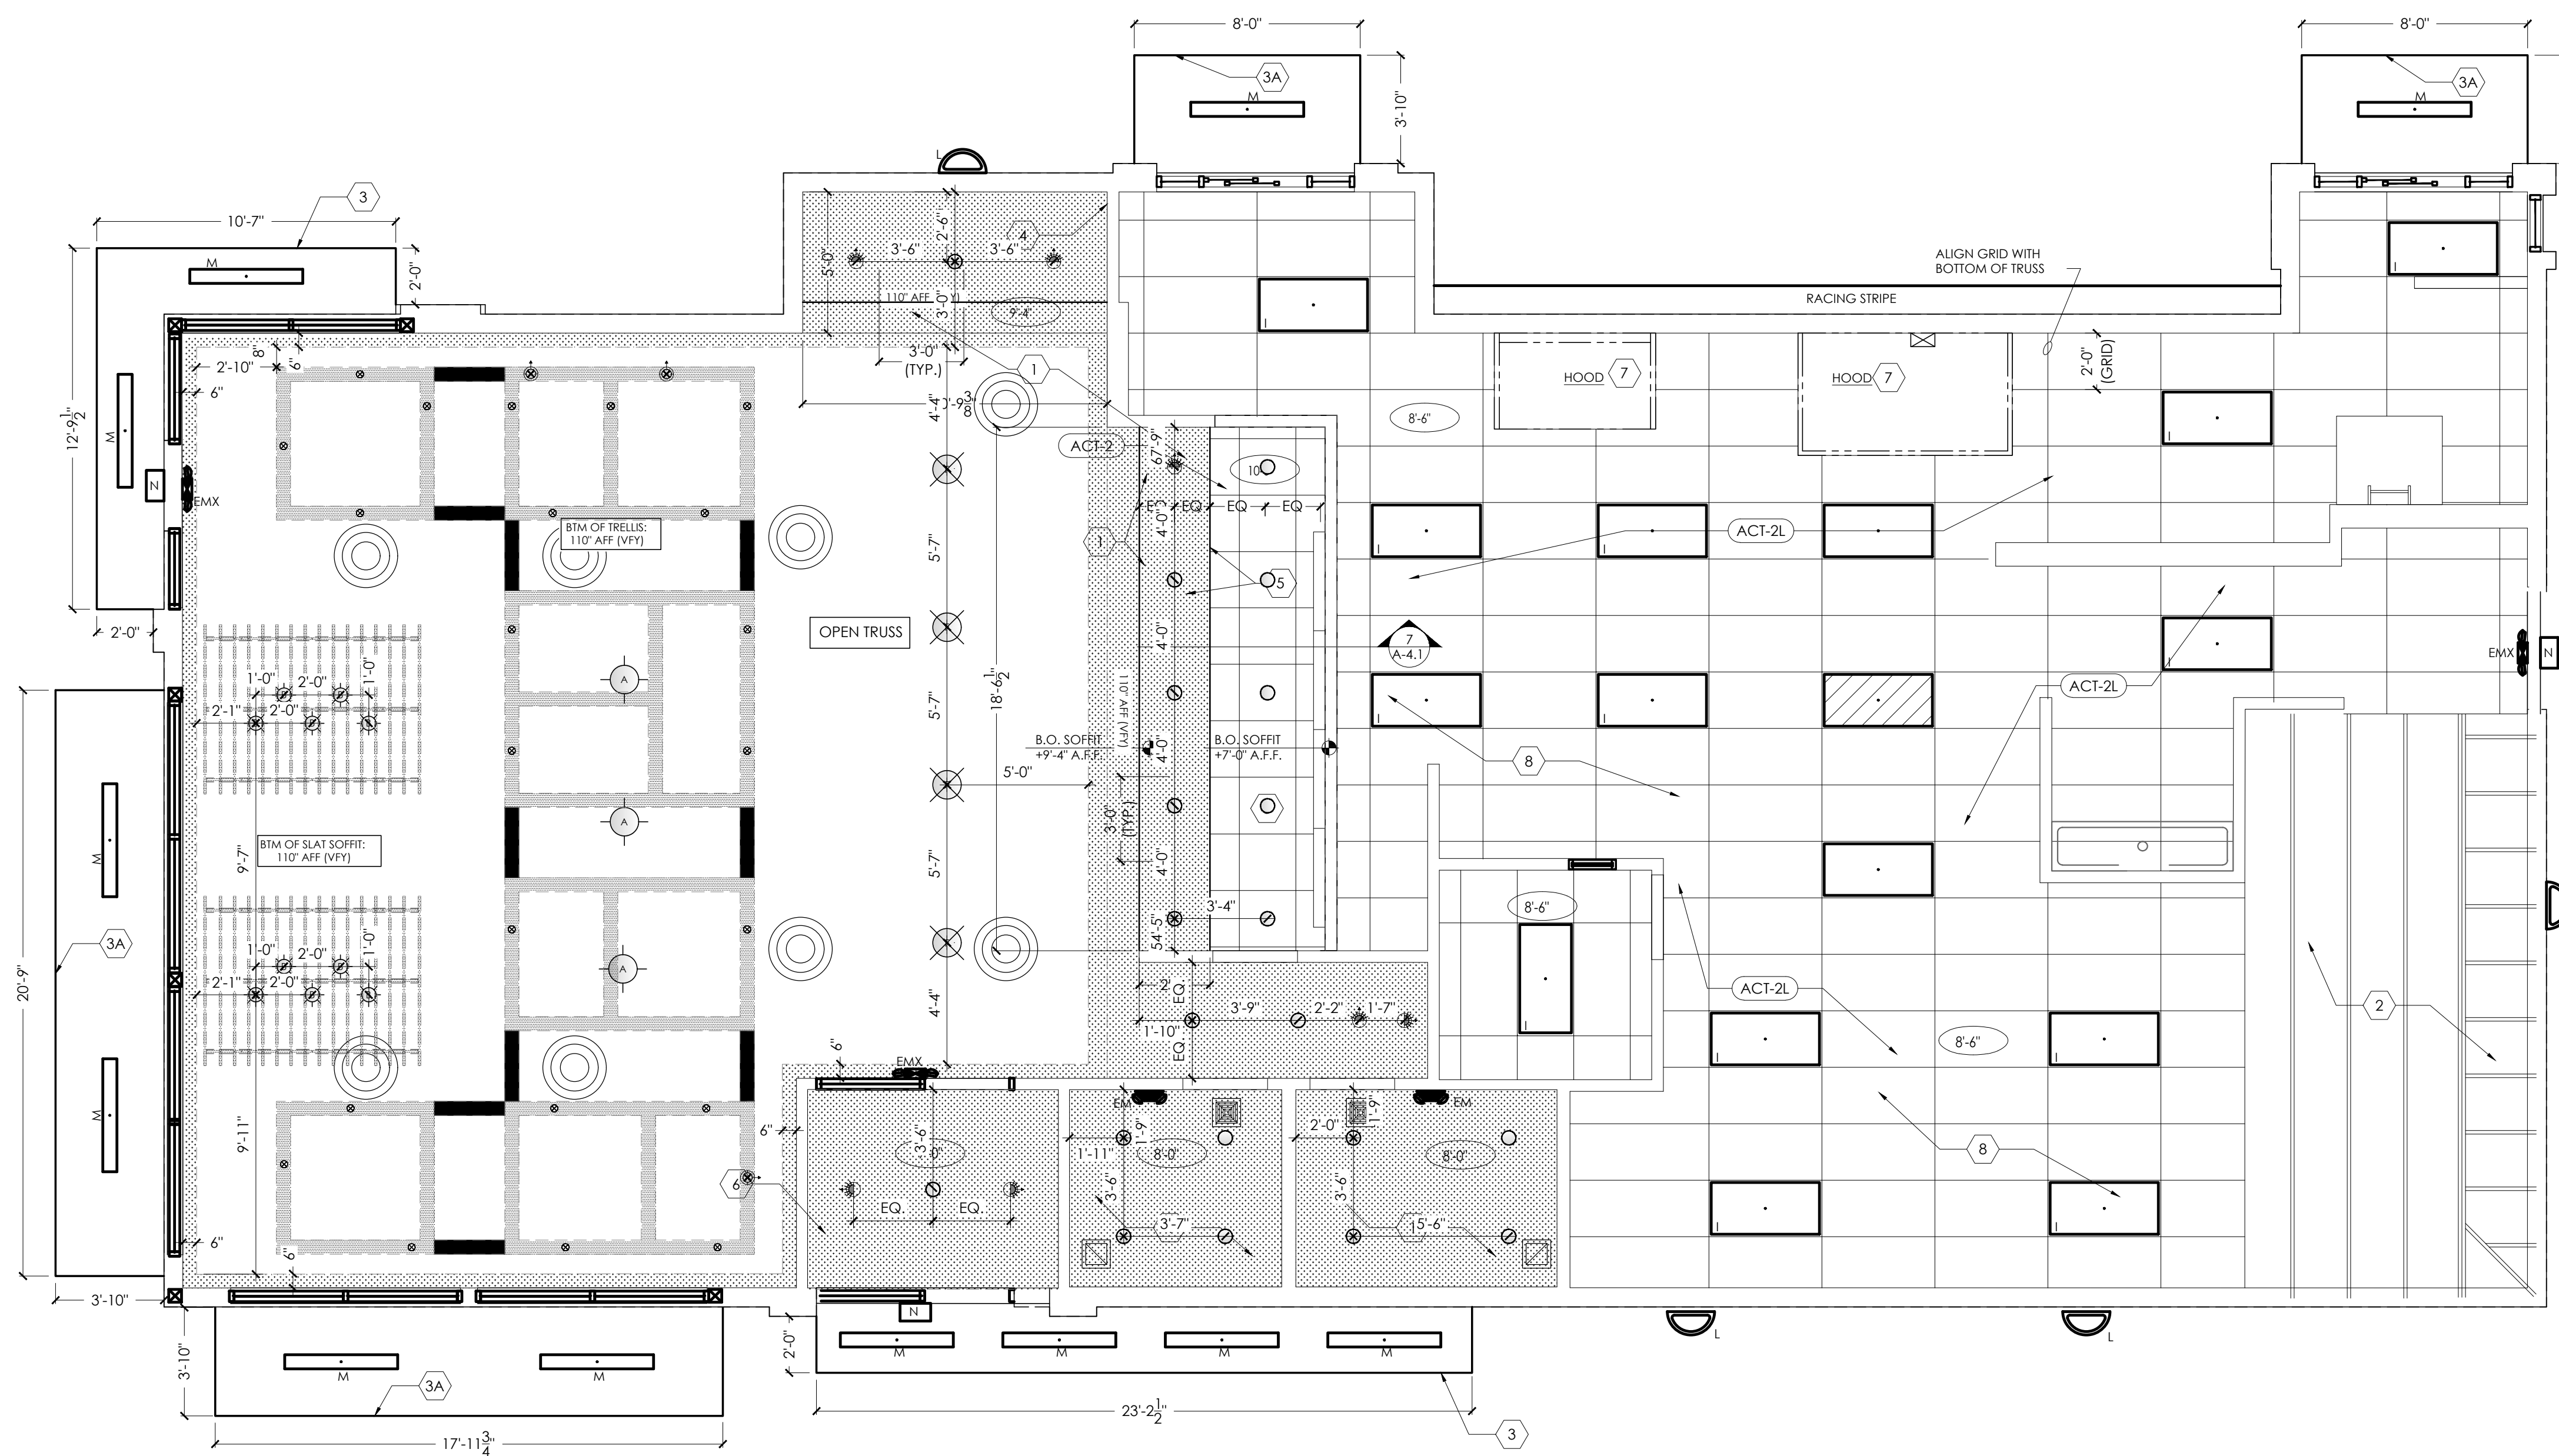 8'-0"
8'-0"
3A
3A
M
M
3'-10"
L
3
10'-7"
4
2'-6"
3'-6"
3'-6"
5'-0"
M
2'-0"
ALIGN GRID WITH
BOTTOM OF TRUSS
RACING STRIPE
110" AFF
9'-4"
3'-0"
8"
6"
2'-10"
3'-0"
(TYP.)
1
HOOD
7
HOOD
7
2'-0"
(GRID)
6"
12'-9 1/2"
M
4'-4"
8'-6"
ACT-2
67'-9"
N
EMX
EQ
EQ
EQ
4'-0"
BTM OF TRELLIS:
110" AFF (VFY)
5'-7"
1
ACT-2L
5
2'-0"
OPEN TRUSS
4'-0"
7
A-4.1
EMX
N
1'-0"
2'-0"
1'-0"
A
5'-7"
18'-6 1/2"
110" AFF (VFY)
ACT-2L
2'-1"
2'-0"
B.O. SOFFIT
+9'-4" A.F.F.
B.O. SOFFIT
+7'-0" A.F.F.
4'-0"
8
5'-0"
3'-0"
(TYP.)
A
M
BTM OF SLAT SOFFIT:
110" AFF (VFY)
9'-7"
5'-7"
4'-0"
3'-4"
8'-6"
54'-5"
3A
20'-9"
1'-0"
2'-0"
1'-0"
A
2'-1"
2'-0"
4'-4"
EQ
3'-9"
2'-2"
1'-7"
1'-10"
EQ
ACT-2L
2
8'-6"
6"
EMX
M
EM
EM
9'-11"
6"
3'-6"
1'-9"
2'-0"
1'-9"
1'-11"
8'-0"
8'-0"
8
6
3'-6"
3'-6"
EQ.
EQ.
3'-7"
5'-6"
6"
6"
3'-10"
N
L
L
3'-10"
M
M
2'-0"
M
M
M
M
3A
23'-2 1/2"
17'-11 3/4"
3